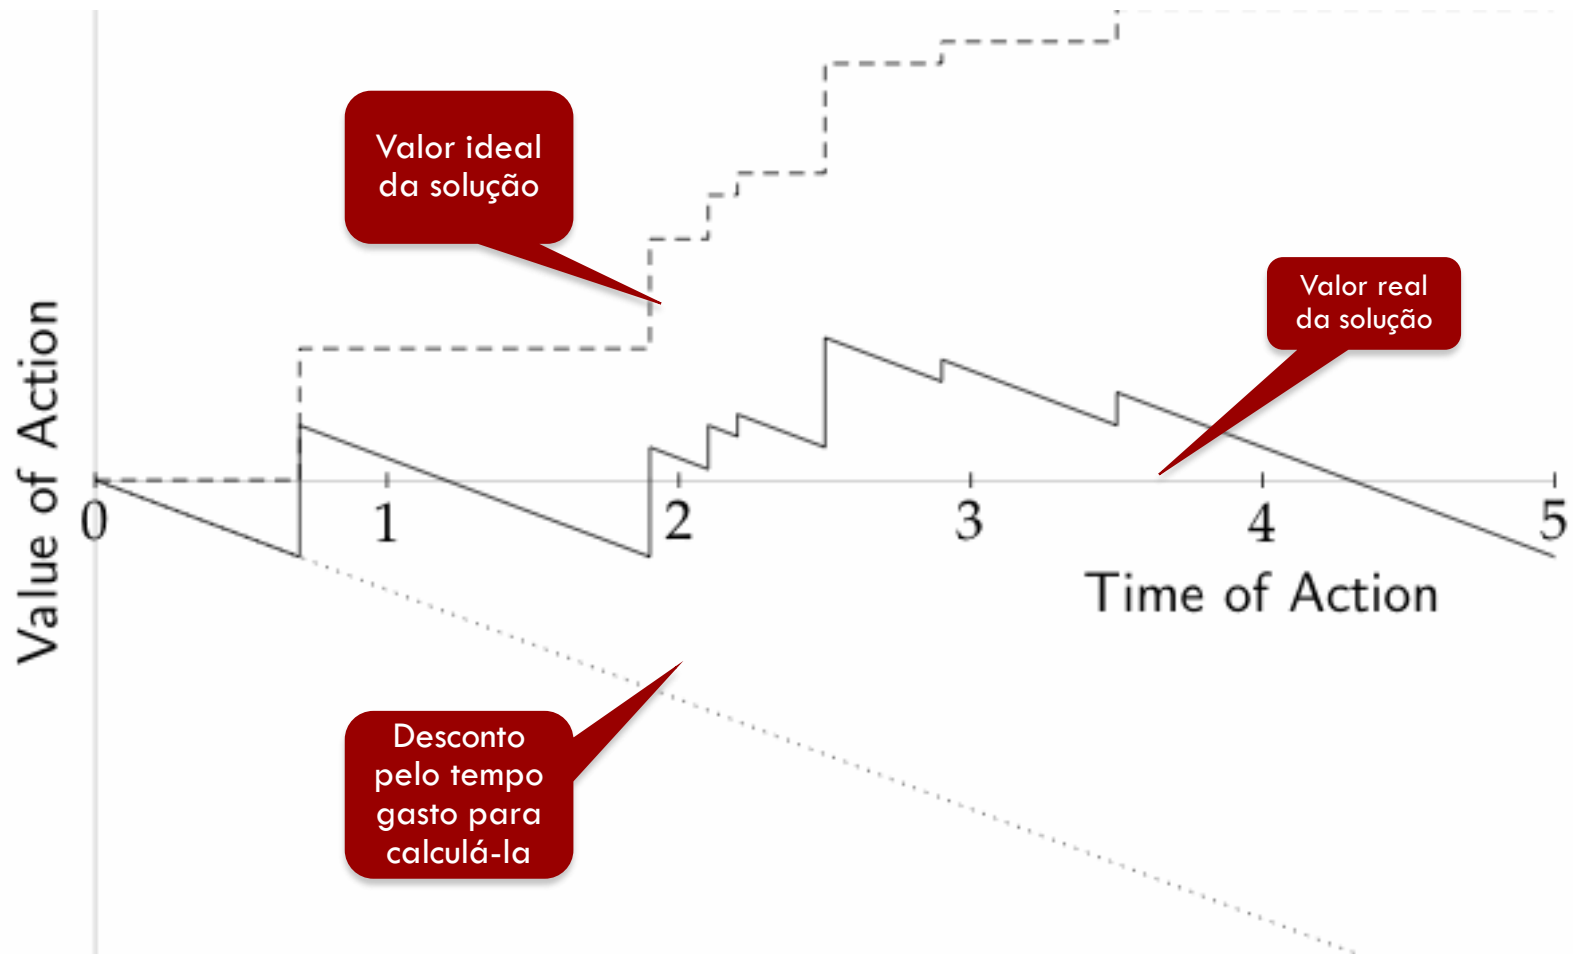 Valor ideal
da solução
Valor real
da solução
Value of Action
0
1
2
3
4
5
Time of Action
Desconto
pelo tempo
gasto para
calculá-la